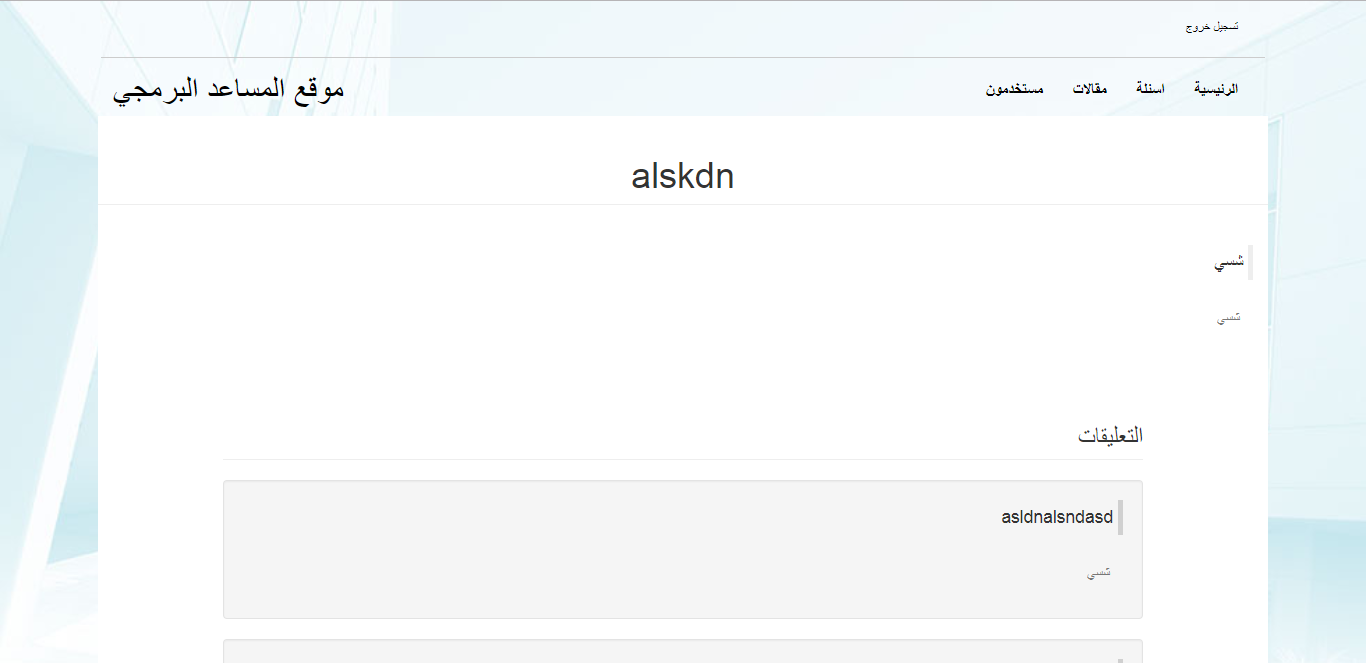 تسجيل خروج
الرئيسية اسئلة مقالات مستخدمون موقع المساعد البرمجي
alskdn
شسي
شسي
التعليقات
asldnalsndasd
شسي